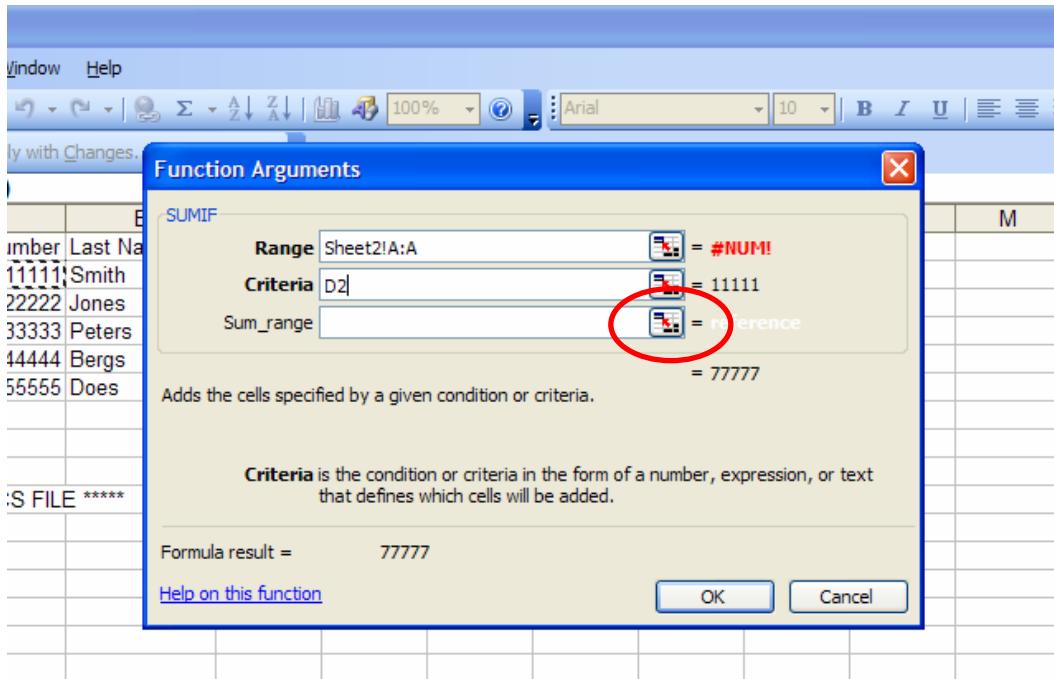 Window Help
100% Arial 10 B I U
ly with Changes.
Function Arguments
SUMIF
Range Sheet2!A:A = #NUM!
Criteria D2 = 11111
Sum_range = reference
= 77777
Adds the cells specified by a given condition or criteria.
Criteria is the condition or criteria in the form of a number, expression, or text
that defines which cells will be added.
Formula result = 77777
Help on this function OK Cancel
E M
umber Last Na
11111 Smith
22222 Jones
33333 Peters
44444 Bergs
55555 Does
CS FILE *****